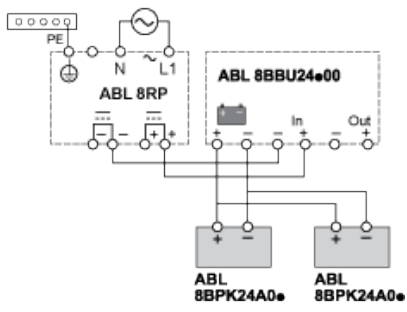 PE
N ~ L1
ABL 8RP
ABL 8BBU24●00
In Out
− − + +
+ − − + − +
+ − + −
ABL ABL
8BPK24A0● 8BPK24A0●